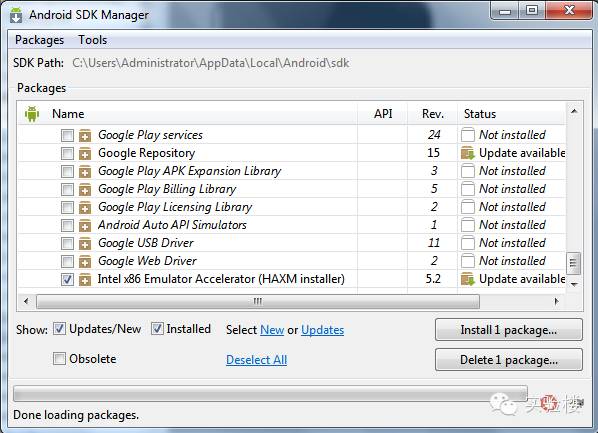 Android SDK Manager
Packages Tools
SDK Path: C:\Users\Administrator\AppData\Local\Android\sdk
Packages
Name API Rev. Status
Google Play services 24 Not installed
Google Repository 15 Update available
Google Play APK Expansion Library 3 Not installed
Google Play Billing Library 5 Not installed
Google Play Licensing Library 2 Not installed
Android Auto API Simulators 1 Not installed
Google USB Driver 11 Not installed
Google Web Driver 2 Not installed
Intel x86 Emulator Accelerator (HAXM installer) 5.2 Update available
Show: Updates/New Installed Select New or Updates Install 1 package...
Obsolete Deselect All Delete 1 package...
Done loading packages.
实验楼